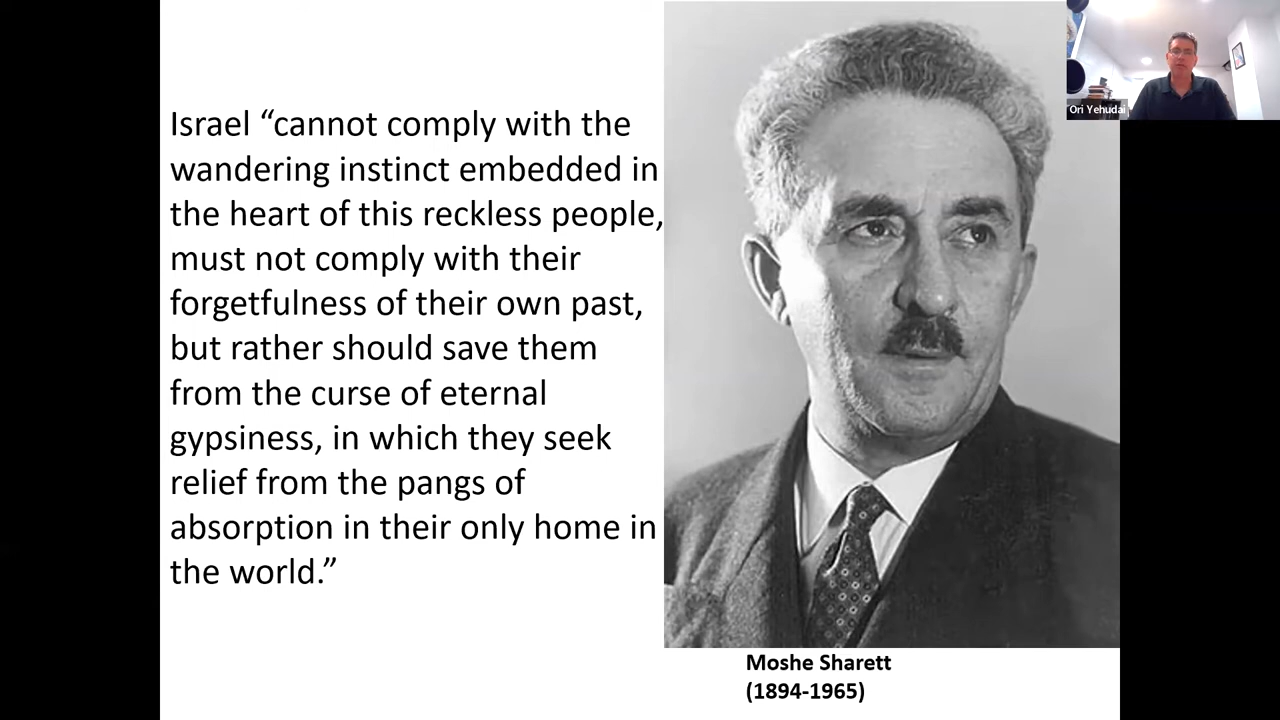 Israel “cannot comply with the
wandering instinct embedded in
the heart of this reckless people,
must not comply with their
forgetfulness of their own past,
but rather should save them
from the curse of eternal
gypsiness, in which they seek
relief from the pangs of
absorption in their only home in
the world.”
Moshe Sharett
(1894-1965)
Ori Yehudai